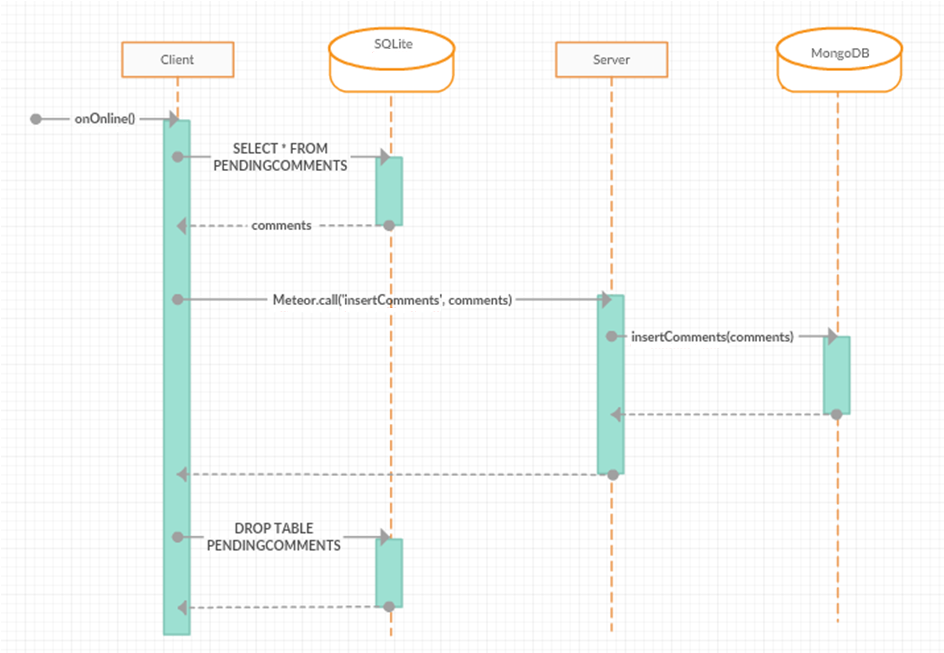 Client
SQLite
Server
MongoDB
onOnline()
SELECT * FROM
PENDINGCOMMENTS
comments
Meteor.call('insertComments', comments)
insertComments(comments)
DROP TABLE
PENDINGCOMMENTS